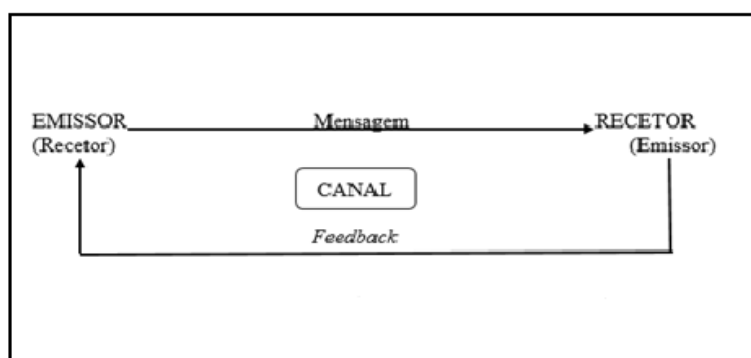 EMISSOR Mensagem RECETOR
(Recetor) (Emissor)
CANAL
Feedback